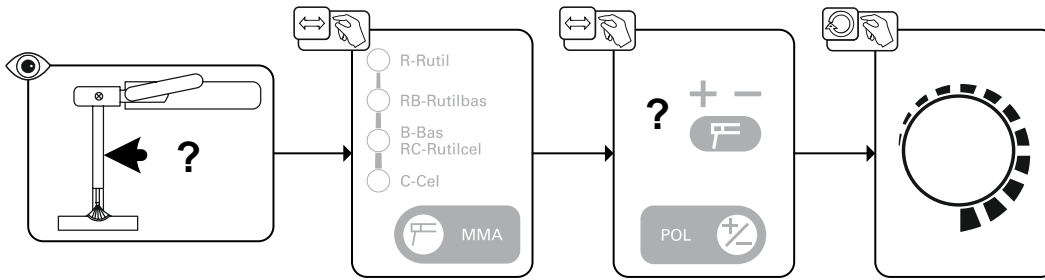 ?
R-Rutil
RB-Rutilbas
B-Bas
RC-Rutilcel
C-Cel
MMA
?
+ −
POL
+/−